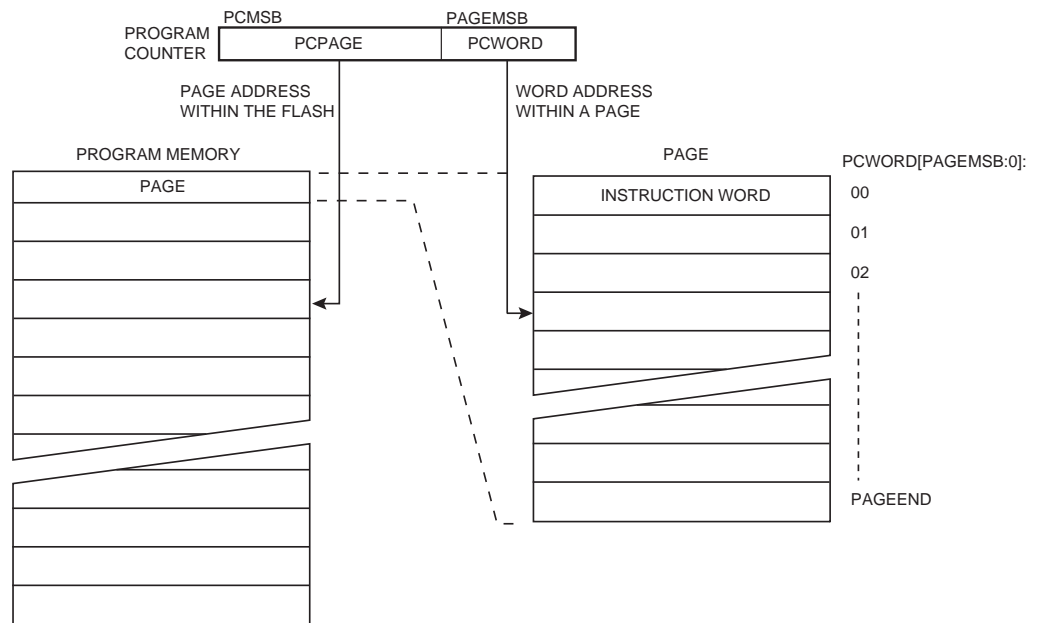 PCMSB
PAGEMSB
PROGRAM
COUNTER
PCPAGE
PCWORD
PAGE ADDRESS
WITHIN THE FLASH
WORD ADDRESS
WITHIN A PAGE
PROGRAM MEMORY
PAGE
PAGE
INSTRUCTION WORD
PCWORD[PAGEMSB:0]:
00
01
02
PAGEEND